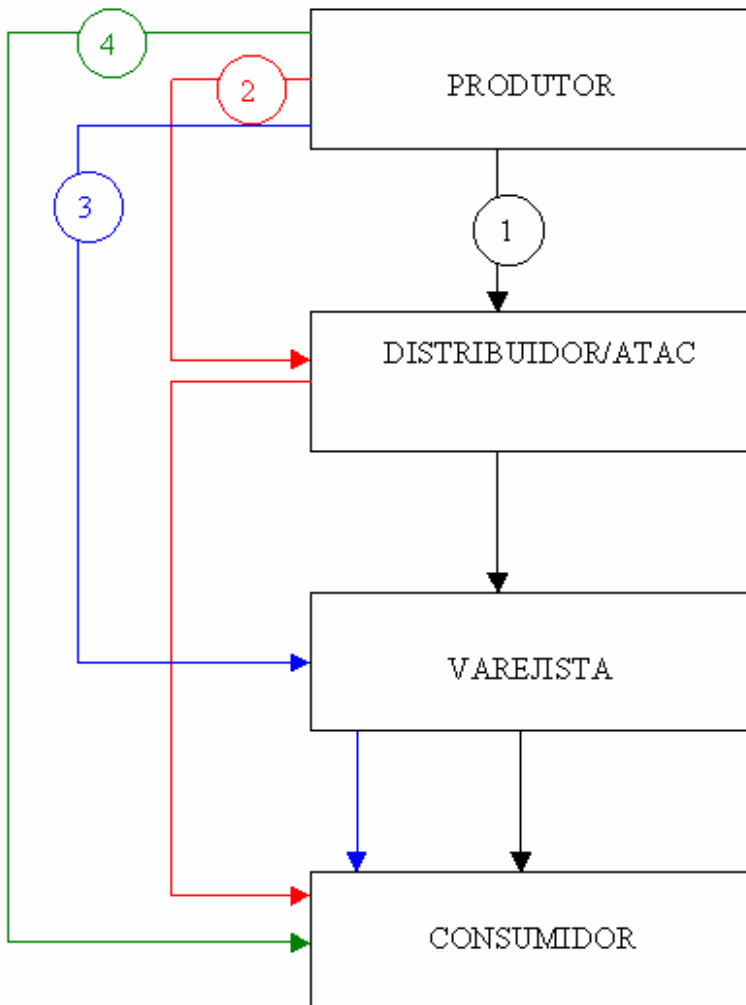 4
PRODUTOR
2
3
1
DISTRIBUIDOR/ATAC
VAREJISTA
CONSUMIDOR